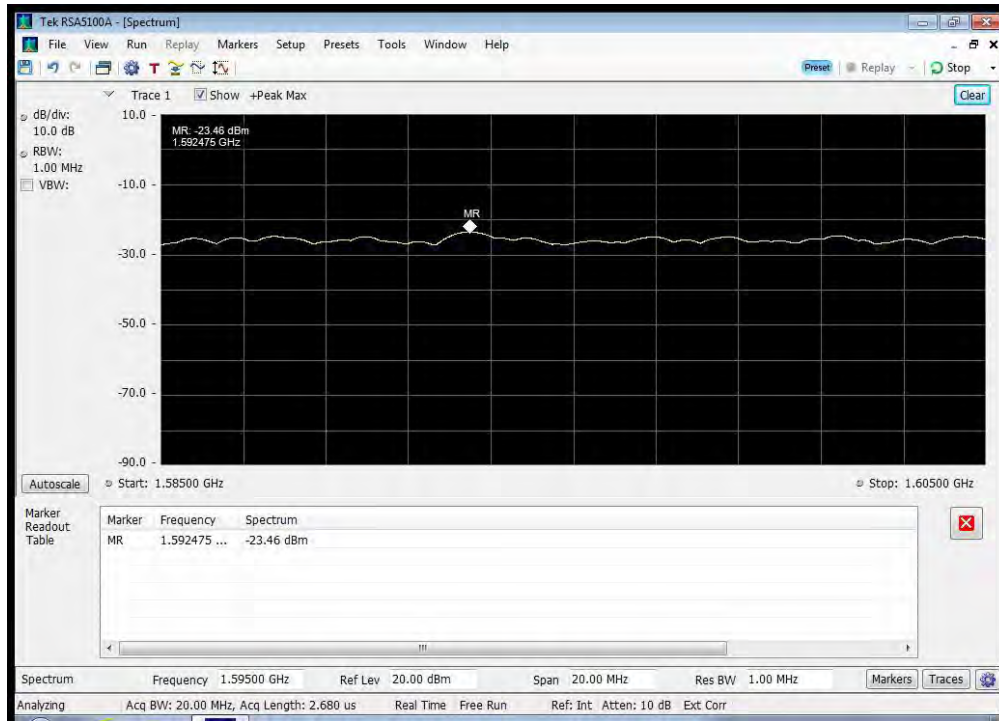 Tek RSA5100A - [Spectrum]
File View Run Replay Markers Setup Presets Tools Window Help
T
Preset Replay Stop
Trace 1 Show +Peak Max Clear
dB/div:
10.0 dB
RBW:
1.00 MHz
VBW:
10.0
-10.0
-30.0
-50.0
-70.0
-90.0
MR: -23.46 dBm
1.592475 GHz
MR
Autoscale Start: 1.58500 GHz Stop: 1.60500 GHz
Marker
Readout
Table
Marker Frequency Spectrum
MR 1.592475 ... -23.46 dBm
Spectrum Frequency 1.59500 GHz Ref Lev 20.00 dBm Span 20.00 MHz Res BW 1.00 MHz Markers Traces
Analyzing Acq BW: 20.00 MHz, Acq Length: 2.680 us Real Time Free Run Ref: Int Atten: 10 dB Ext Corr